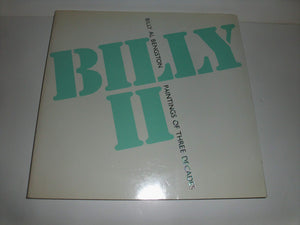 BILLY
II
BILLY AL BENGSTON
PAINTINGS OF THREE DECADES